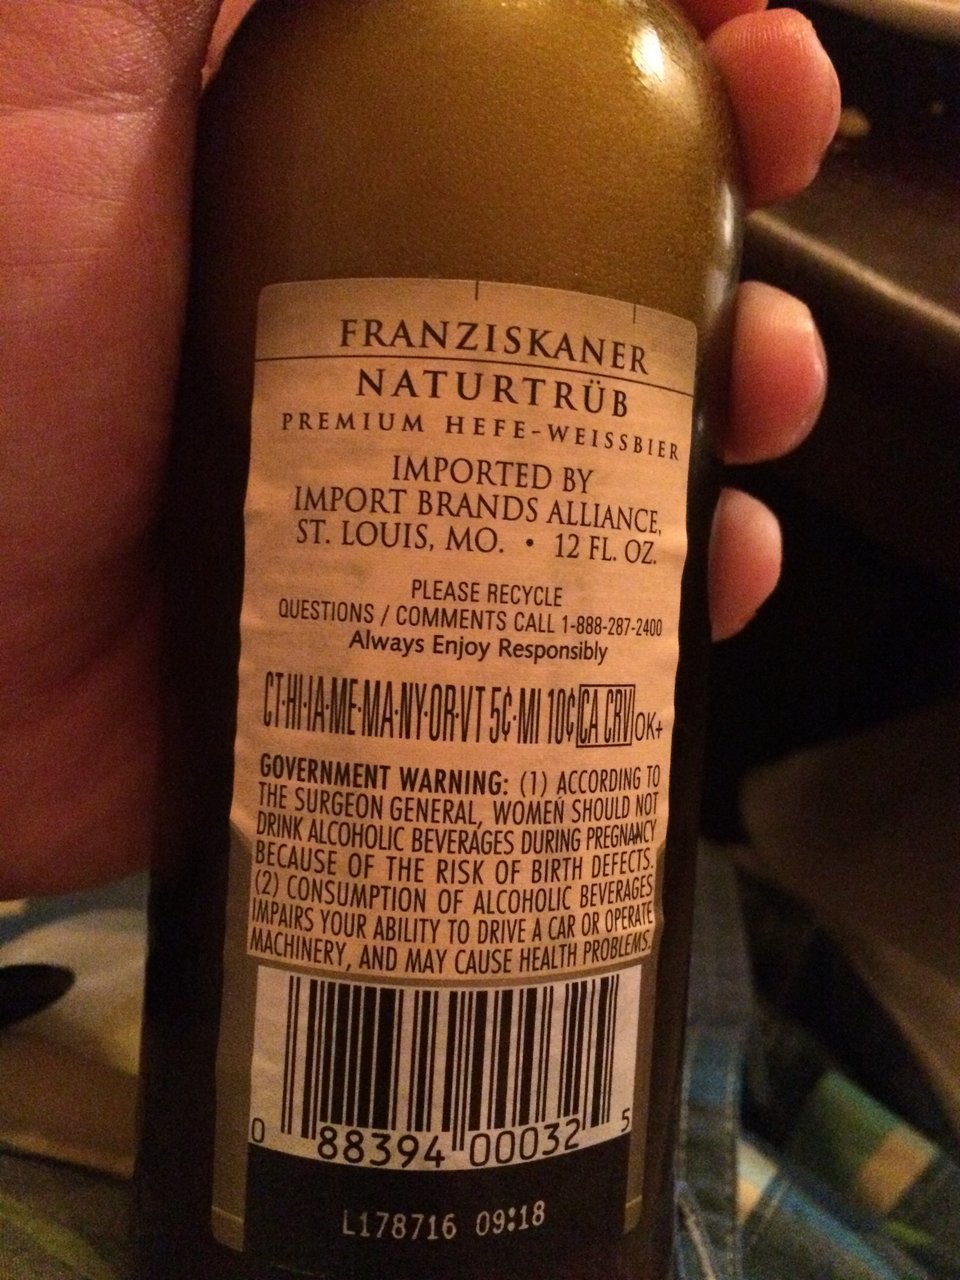 FRANZISKANER
NATURTRÜB
PREMIUM HEFE-WEISSBIER
IMPORTED BY
IMPORT BRANDS ALLIANCE,
ST. LOUIS, MO. • 12 FL. OZ.
PLEASE RECYCLE
QUESTIONS / COMMENTS CALL 1-888-287-2400
Always Enjoy Responsibly
CT·HI·IA·ME·MA·NY·OR·VT 5¢·MI 10¢ CA CRV OK+
GOVERNMENT WARNING: (1) ACCORDING TO
THE SURGEON GENERAL, WOMEN SHOULD NOT
DRINK ALCOHOLIC BEVERAGES DURING PREGNANCY
BECAUSE OF THE RISK OF BIRTH DEFECTS.
(2) CONSUMPTION OF ALCOHOLIC BEVERAGES
IMPAIRS YOUR ABILITY TO DRIVE A CAR OR OPERATE
MACHINERY, AND MAY CAUSE HEALTH PROBLEMS.
0 88394 00032 5
L178716 09:18